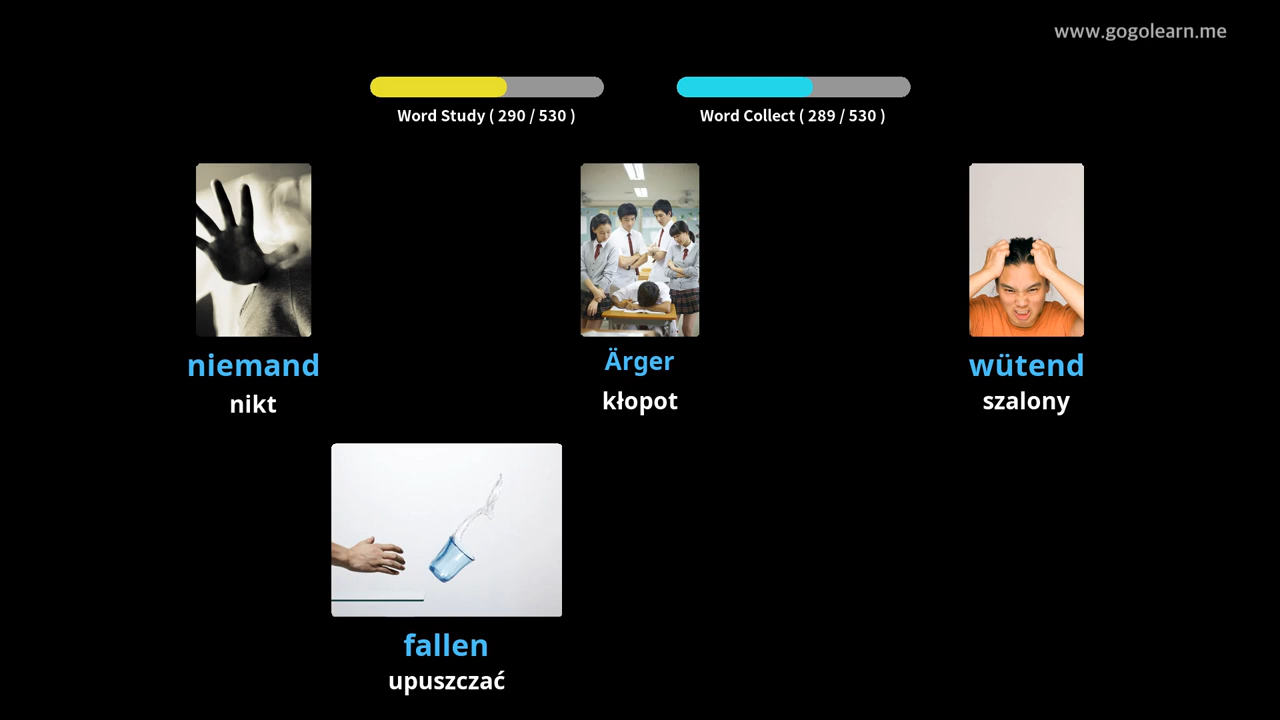 www.gogolearn.me
Word Study ( 290 / 530 )
Word Collect ( 289 / 530 )
niemand
nikt
Ärger
kłopot
wütend
szalony
fallen
upuszczać